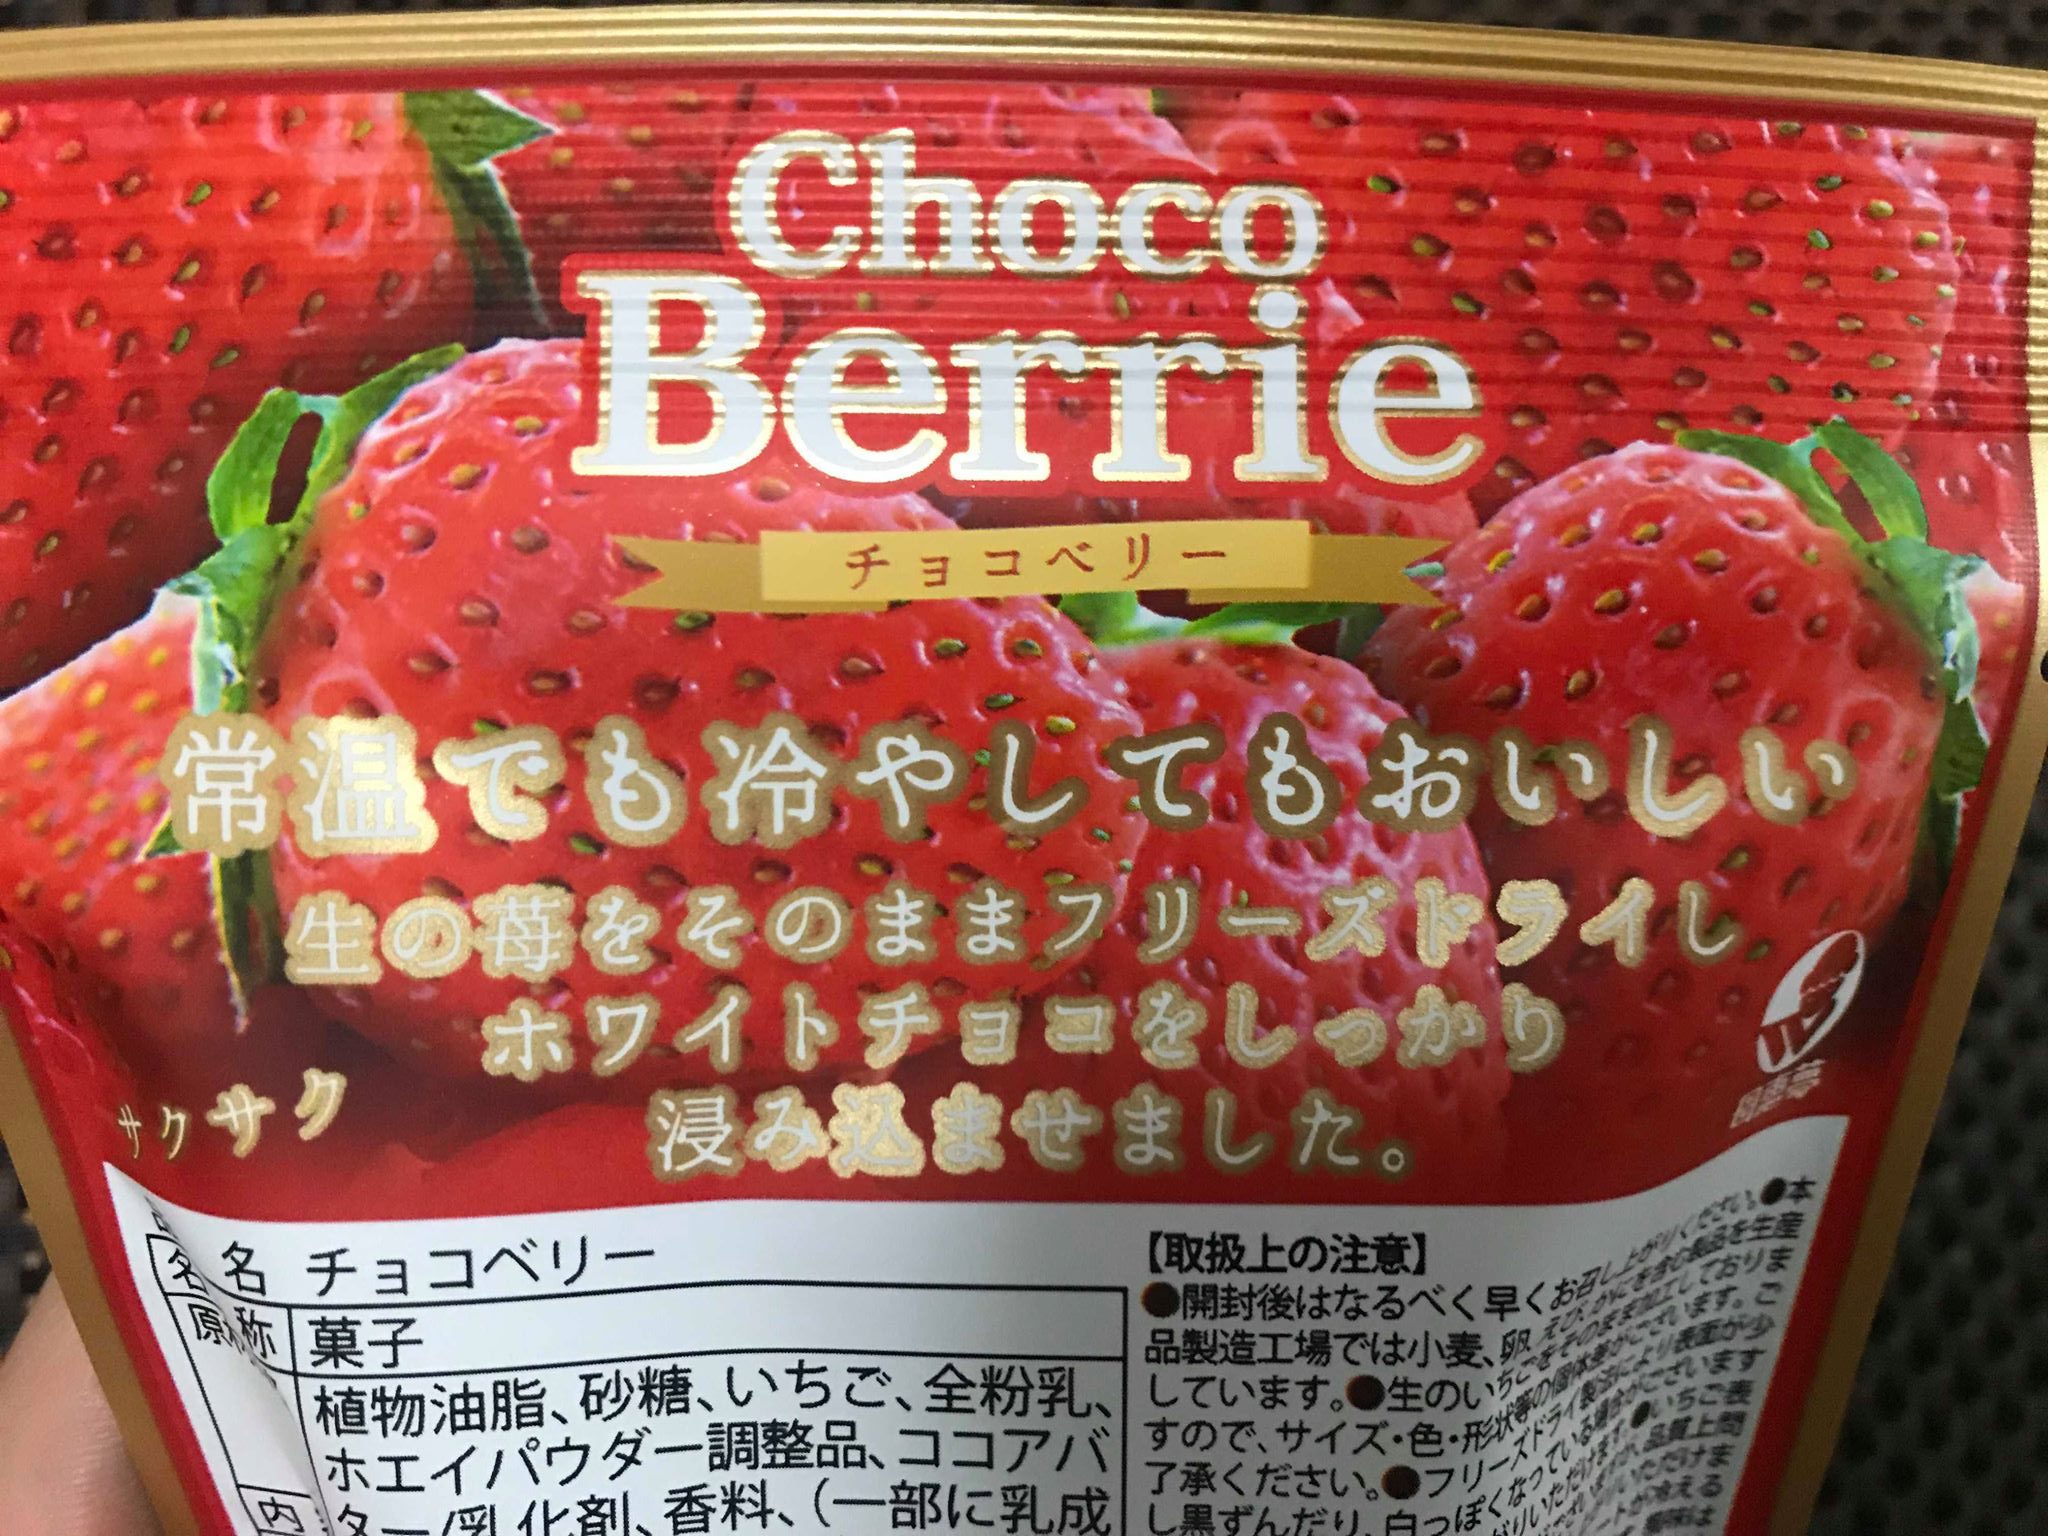 Choco
Berrie
チョコベリー
常温でも冷やしてもおいしい
生の苺をそのままフリーズドライし
ホワイトチョコをしっかり
浸み込ませました。
サクサク
チョコベリー
名称 菓子
植物油脂、砂糖、いちご、全粉乳、
ホエイパウダー調整品、ココアバ
ター/乳化剤、香料、(一部に乳成
【取扱上の注意】
●開封後はなるべく早くお召し上がりください。●本
品製造工場では小麦、卵、えび、かにを含む製品を生産
しています。●生のいちごをそのまま加工しておりま
すので、サイズ・色・形状等の個体差がございます。ご
了承ください。●フリーズドライ製法により表面が少
し黒ずんだり、白っぽくなっている場合がございます